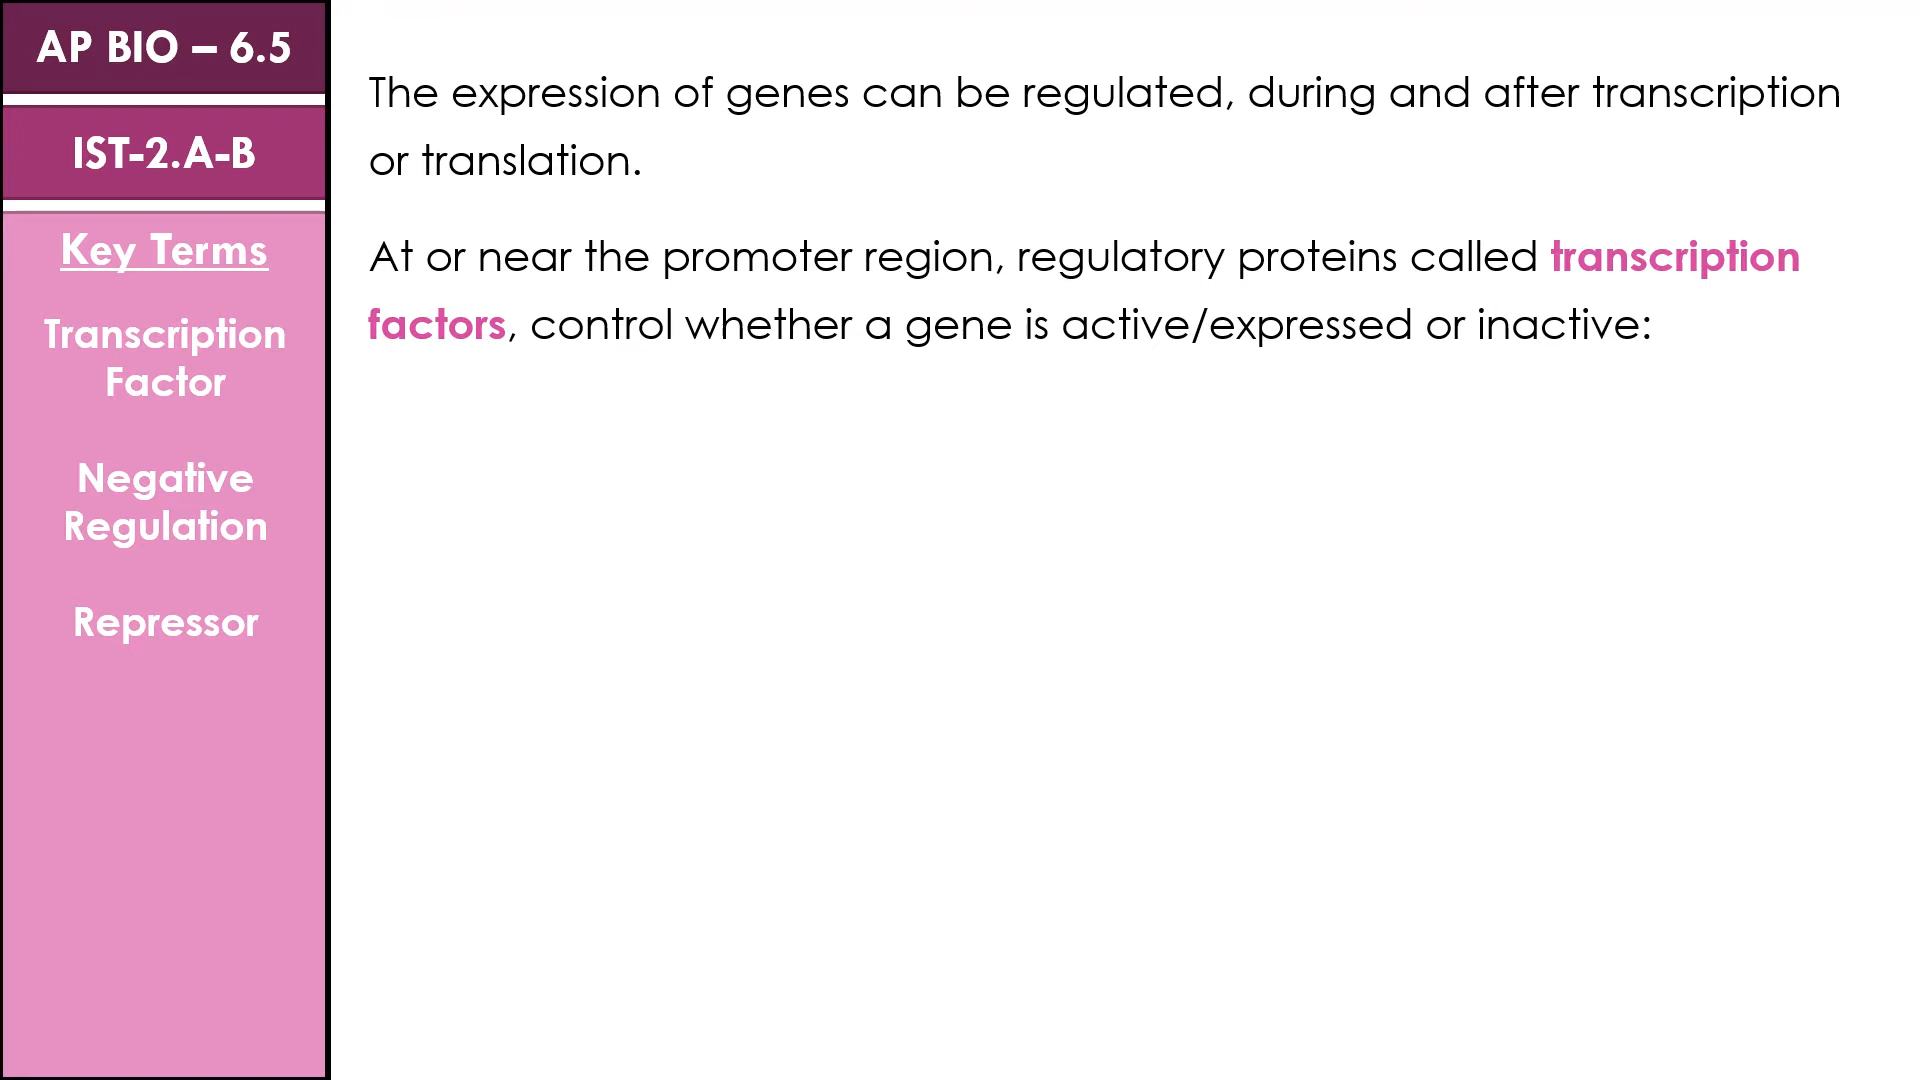 AP BIO – 6.5
IST-2.A-B
Key Terms
Transcription
Factor
Negative
Regulation
Repressor
The expression of genes can be regulated, during and after transcription
or translation.
At or near the promoter region, regulatory proteins called transcription
factors, control whether a gene is active/expressed or inactive: